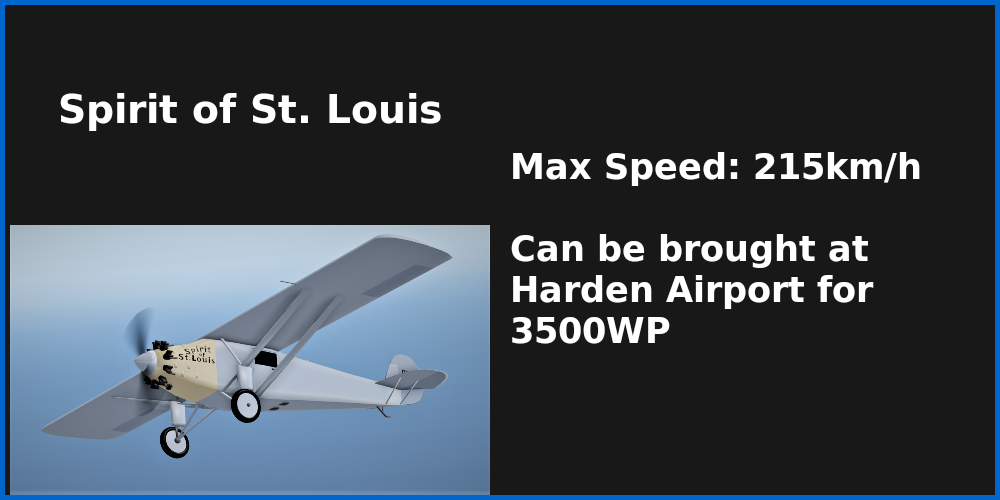 Spirit of St. Louis
Max Speed: 215km/h
Can be brought at
Harden Airport for
3500WP
Spirit
of
St Louis